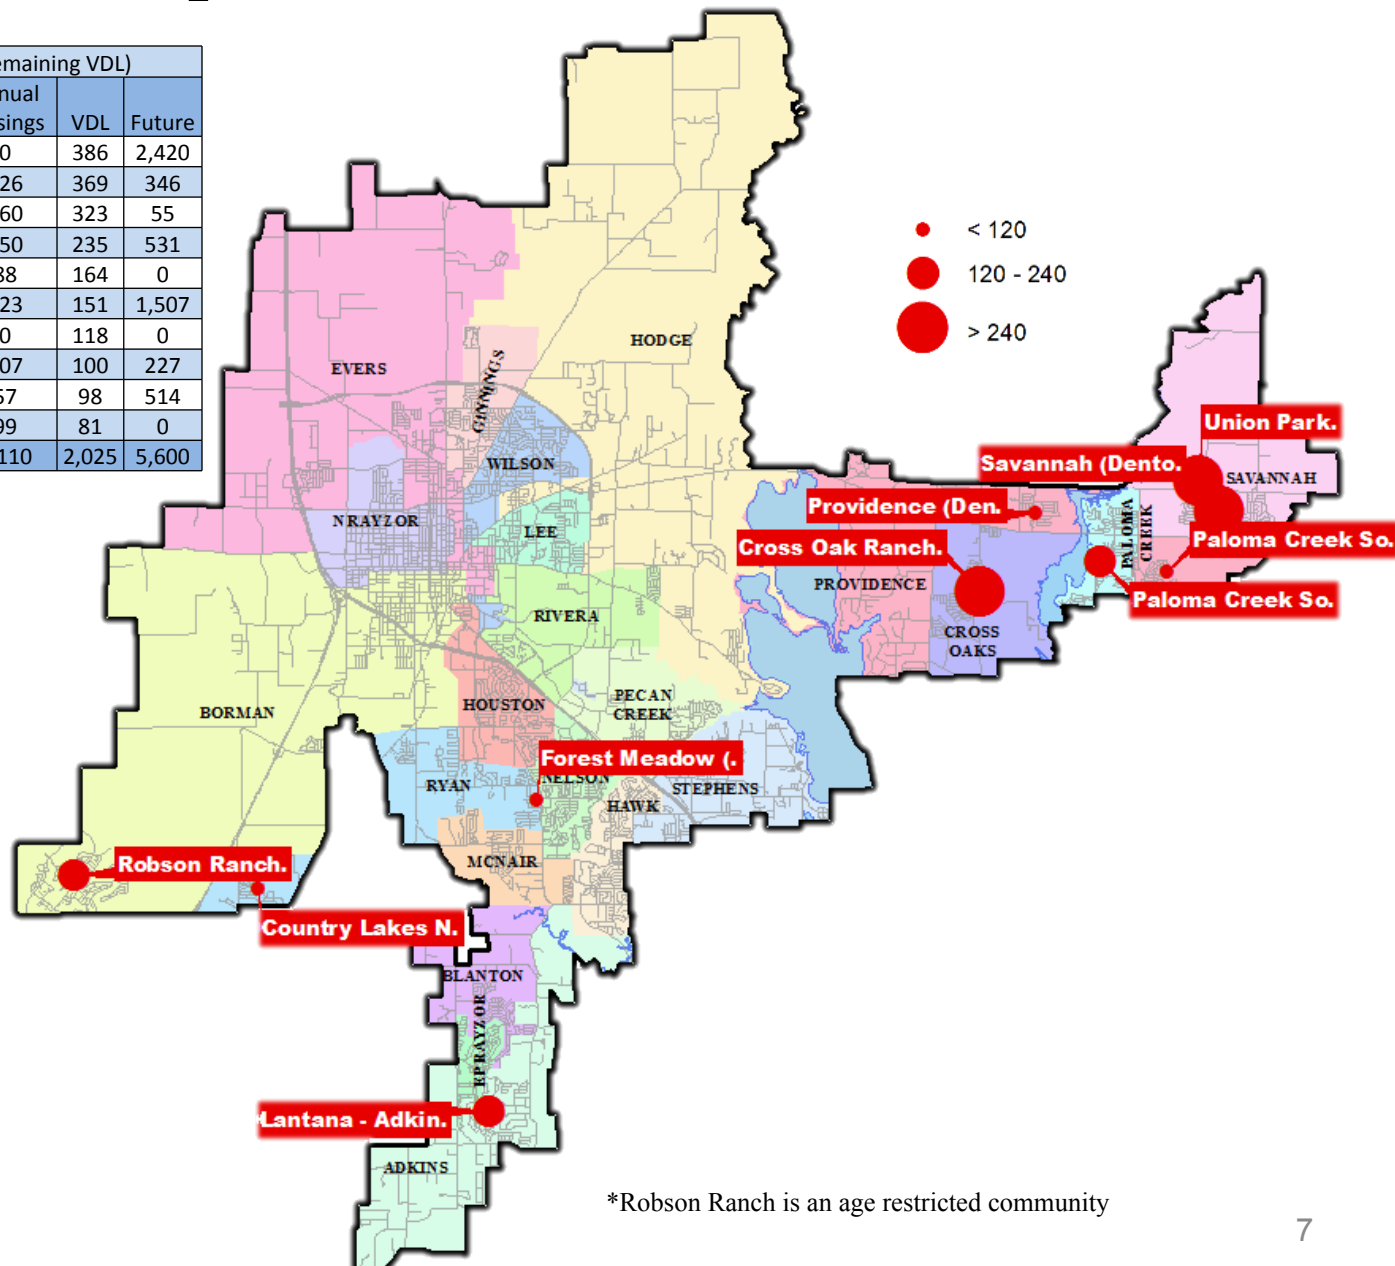 emaining VDL)
nual
sings VDL Future
0 386 2,420
26 369 346
60 323 55
50 235 531
38 164 0
23 151 1,507
0 118 0
07 100 227
57 98 514
99 81 0
110 2,025 5,600
< 120
120 - 240
> 240
HODGE
EVERS
GINNINGS
WILSON
NRAYZOR
LEE
Union Park.
Savannah (Dento.
SAVANNAH
Providence (Den.
PALOMA
CREEK
Cross Oak Ranch.
Paloma Creek So.
PROVIDENCE
Paloma Creek So.
RIVERA
CROSS
OAKS
PECAN
CREEK
HOUSTON
BORMAN
Forest Meadow (.
NELSON
RYAN
STEPHENS
HAWK
MCNAIR
Robson Ranch.
Country Lakes N.
BLANTON
EPRAYZOR
Lantana - Adkin.
ADKINS
*Robson Ranch is an age restricted community
7